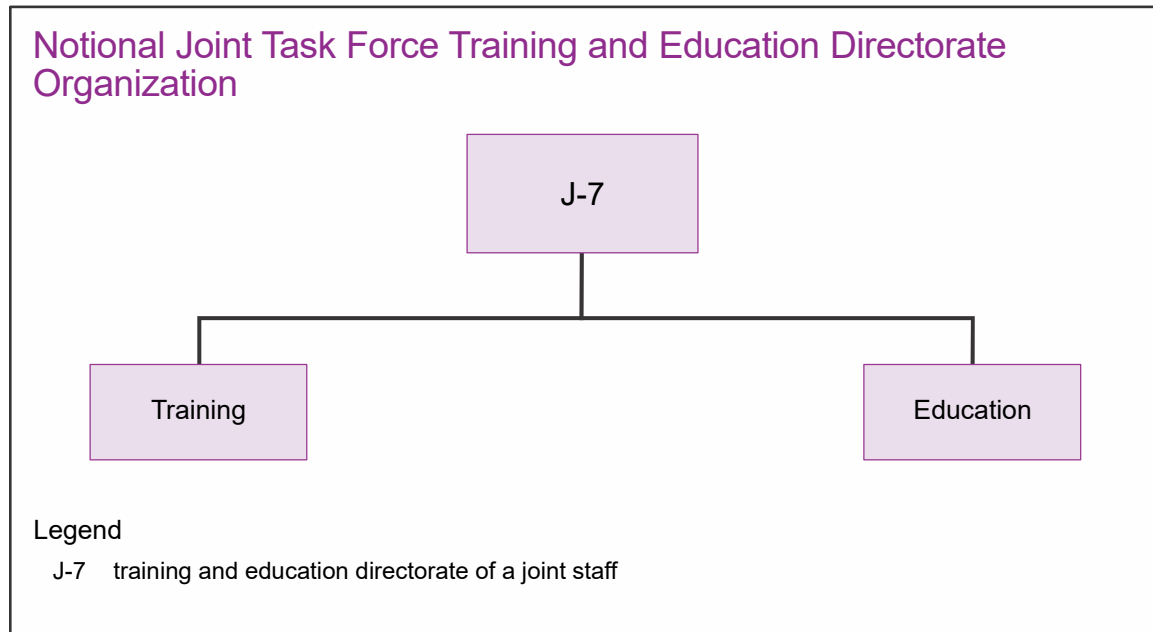 Notional Joint Task Force Training and Education Directorate
Organization
J-7
Training
Education
Legend
J-7 training and education directorate of a joint staff